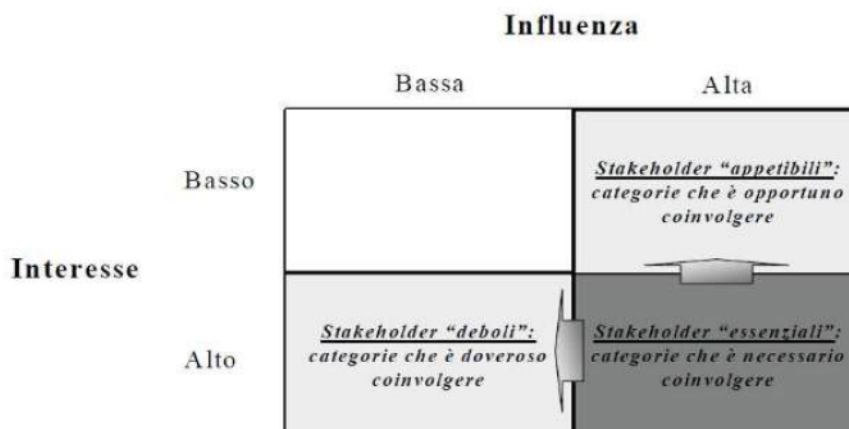 Influenza
Bassa
Alta
Basso
Stakeholder “appetibili”:
categorie che è opportuno
coinvolgere
Interesse
Alto
Stakeholder “deboli”:
categorie che è doveroso
coinvolgere
Stakeholder “essenziali”:
categorie che è necessario
coinvolgere